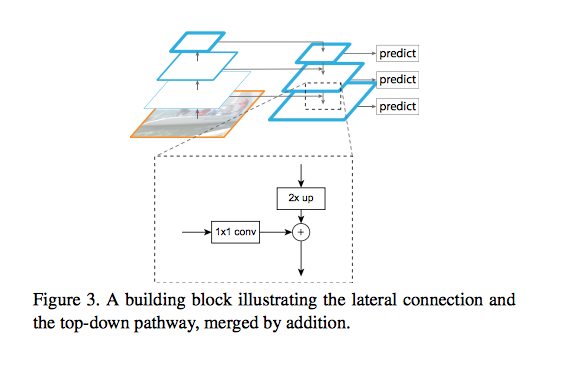 predict
predict
predict
2x up
1x1 conv
+
Figure 3. A building block illustrating the lateral connection and
the top-down pathway, merged by addition.